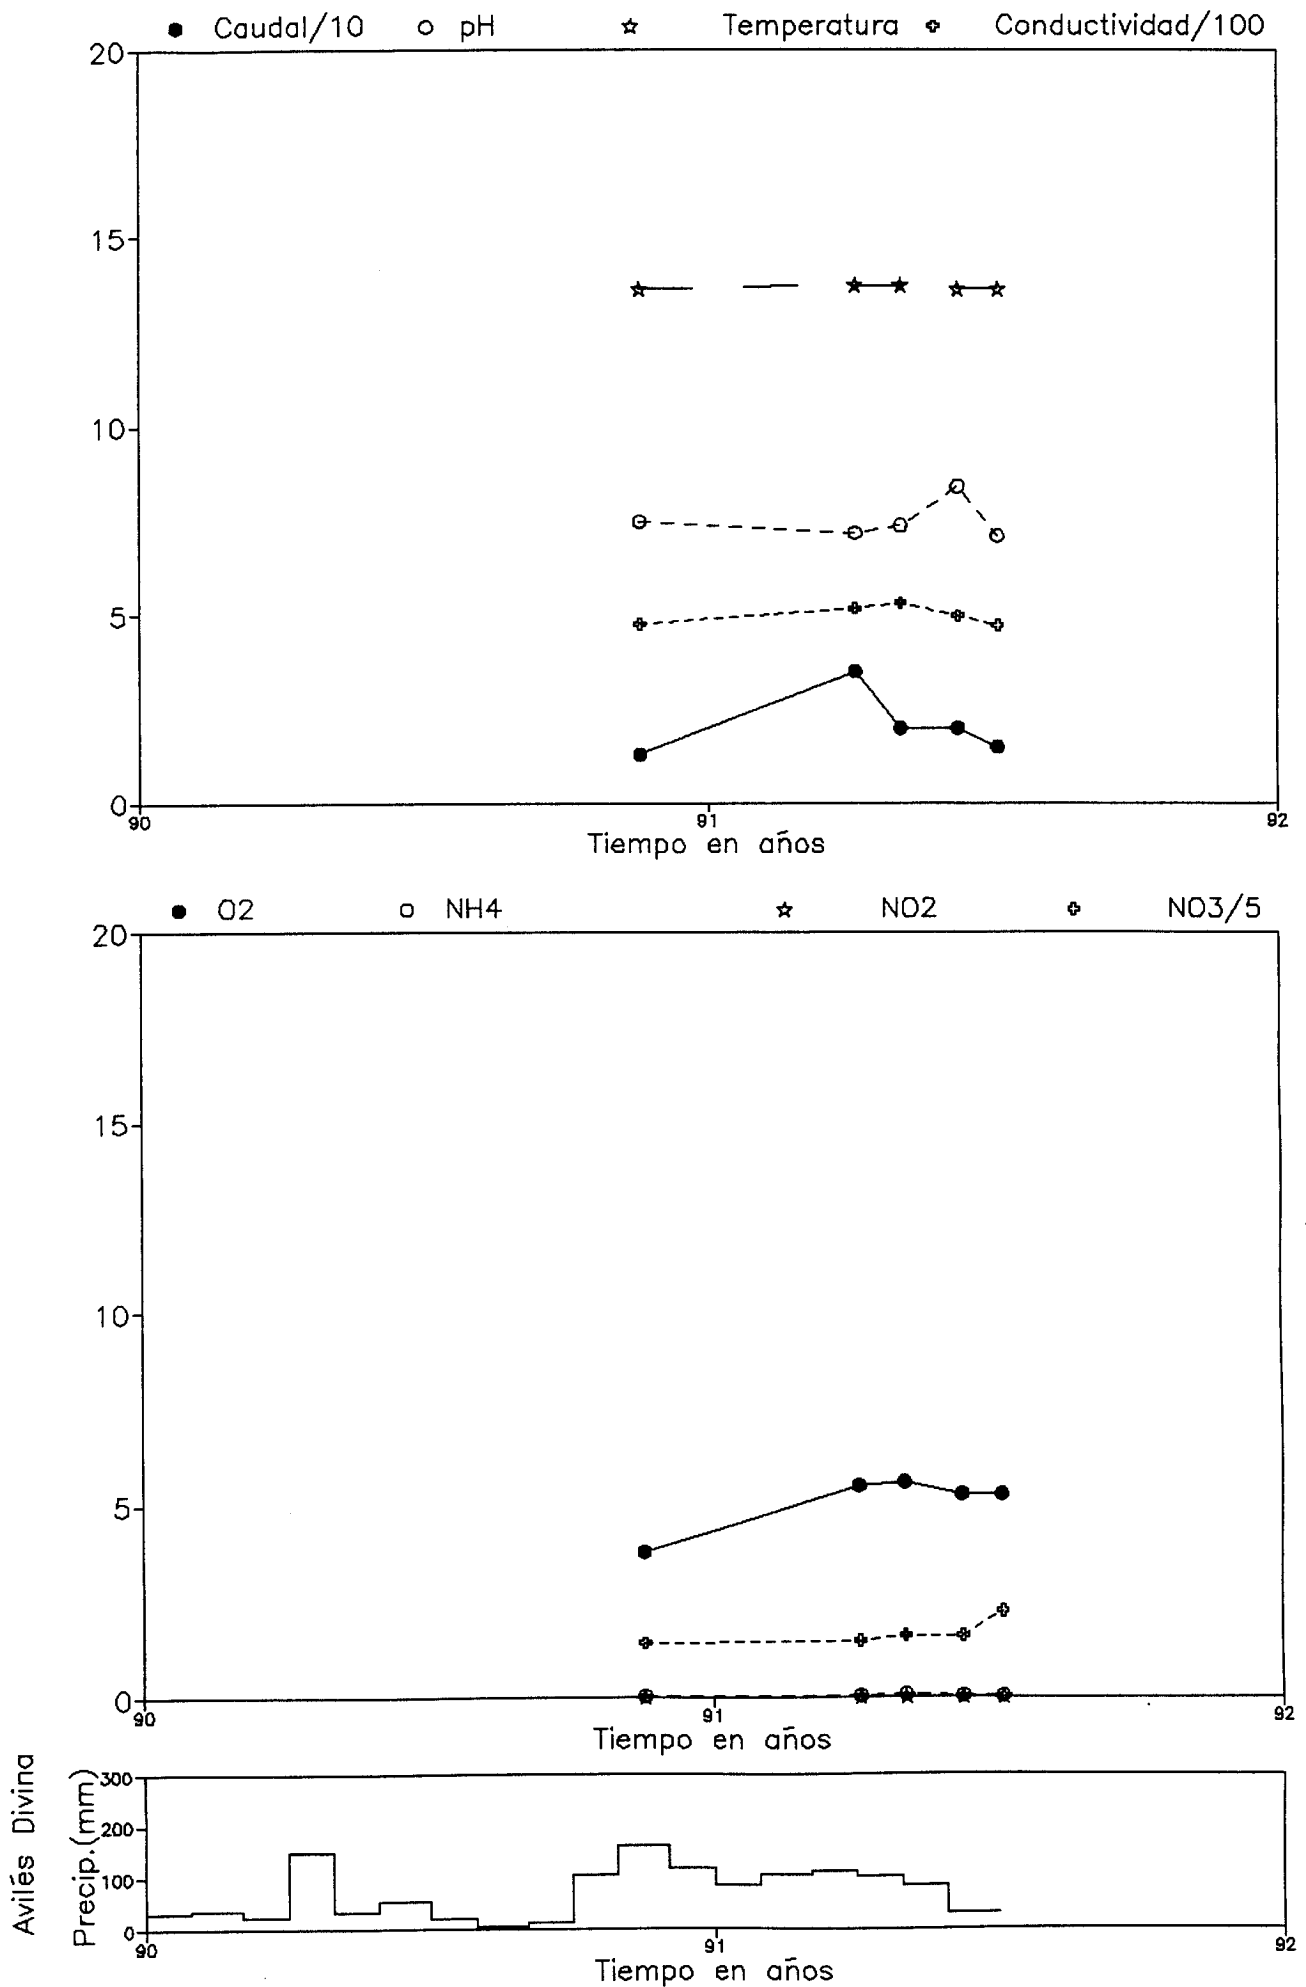 Caudal/10 pH Temperatura Conductividad/100
20
15
10
5
0
90 91 92
Tiempo en años
O2 NH4 NO2 NO3/5
20
15
10
5
0
90 91 92
Tiempo en años
Avilés Divina
Precip.(mm)
300
200
100
0
90 91 92
Tiempo en años